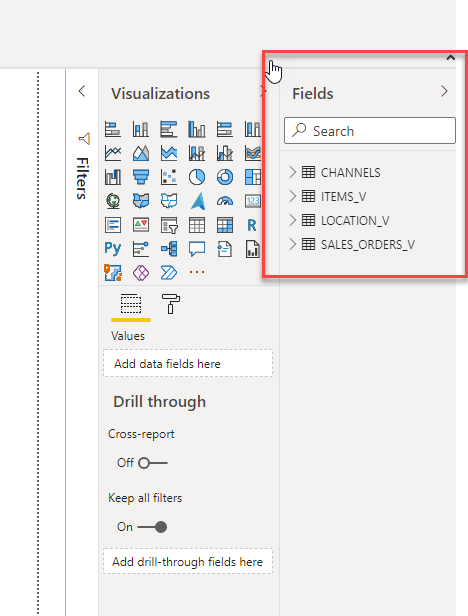 Filters
Visualizations
123
R
Py
Values
Add data fields here
Drill through
Cross-report
Off
Keep all filters
On
Add drill-through fields here
Fields
Search
CHANNELS
ITEMS_V
LOCATION_V
SALES_ORDERS_V